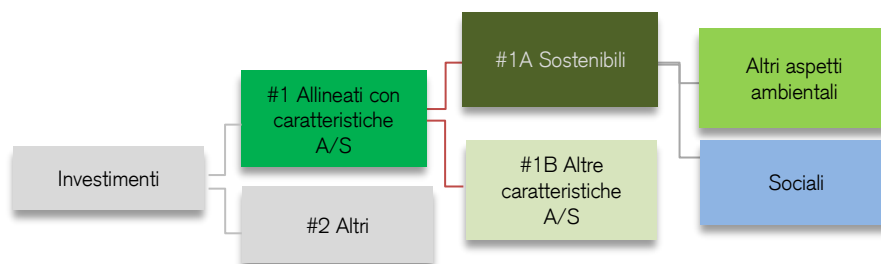 Investimenti
#1 Allineati con
caratteristiche
A/S
#2 Altri
#1A Sostenibili
#1B Altre
caratteristiche
A/S
Altri aspetti
ambientali
Sociali